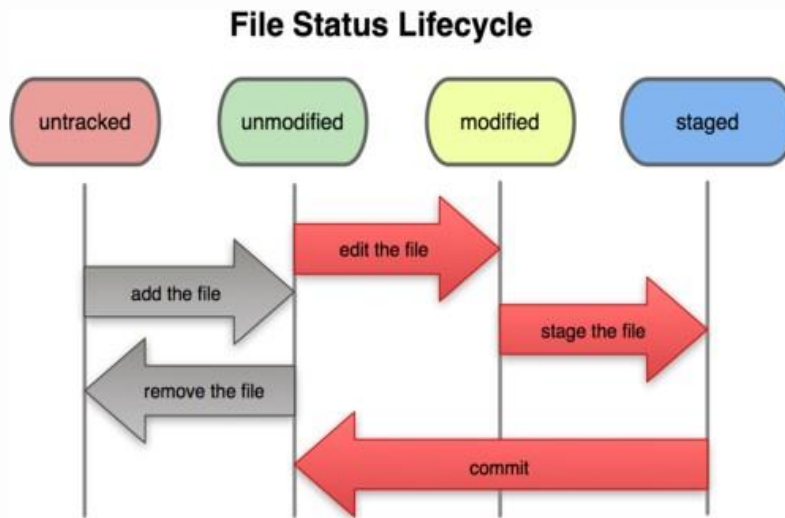 File Status Lifecycle
untracked
unmodified
modified
staged
edit the file
add the file
stage the file
remove the file
commit